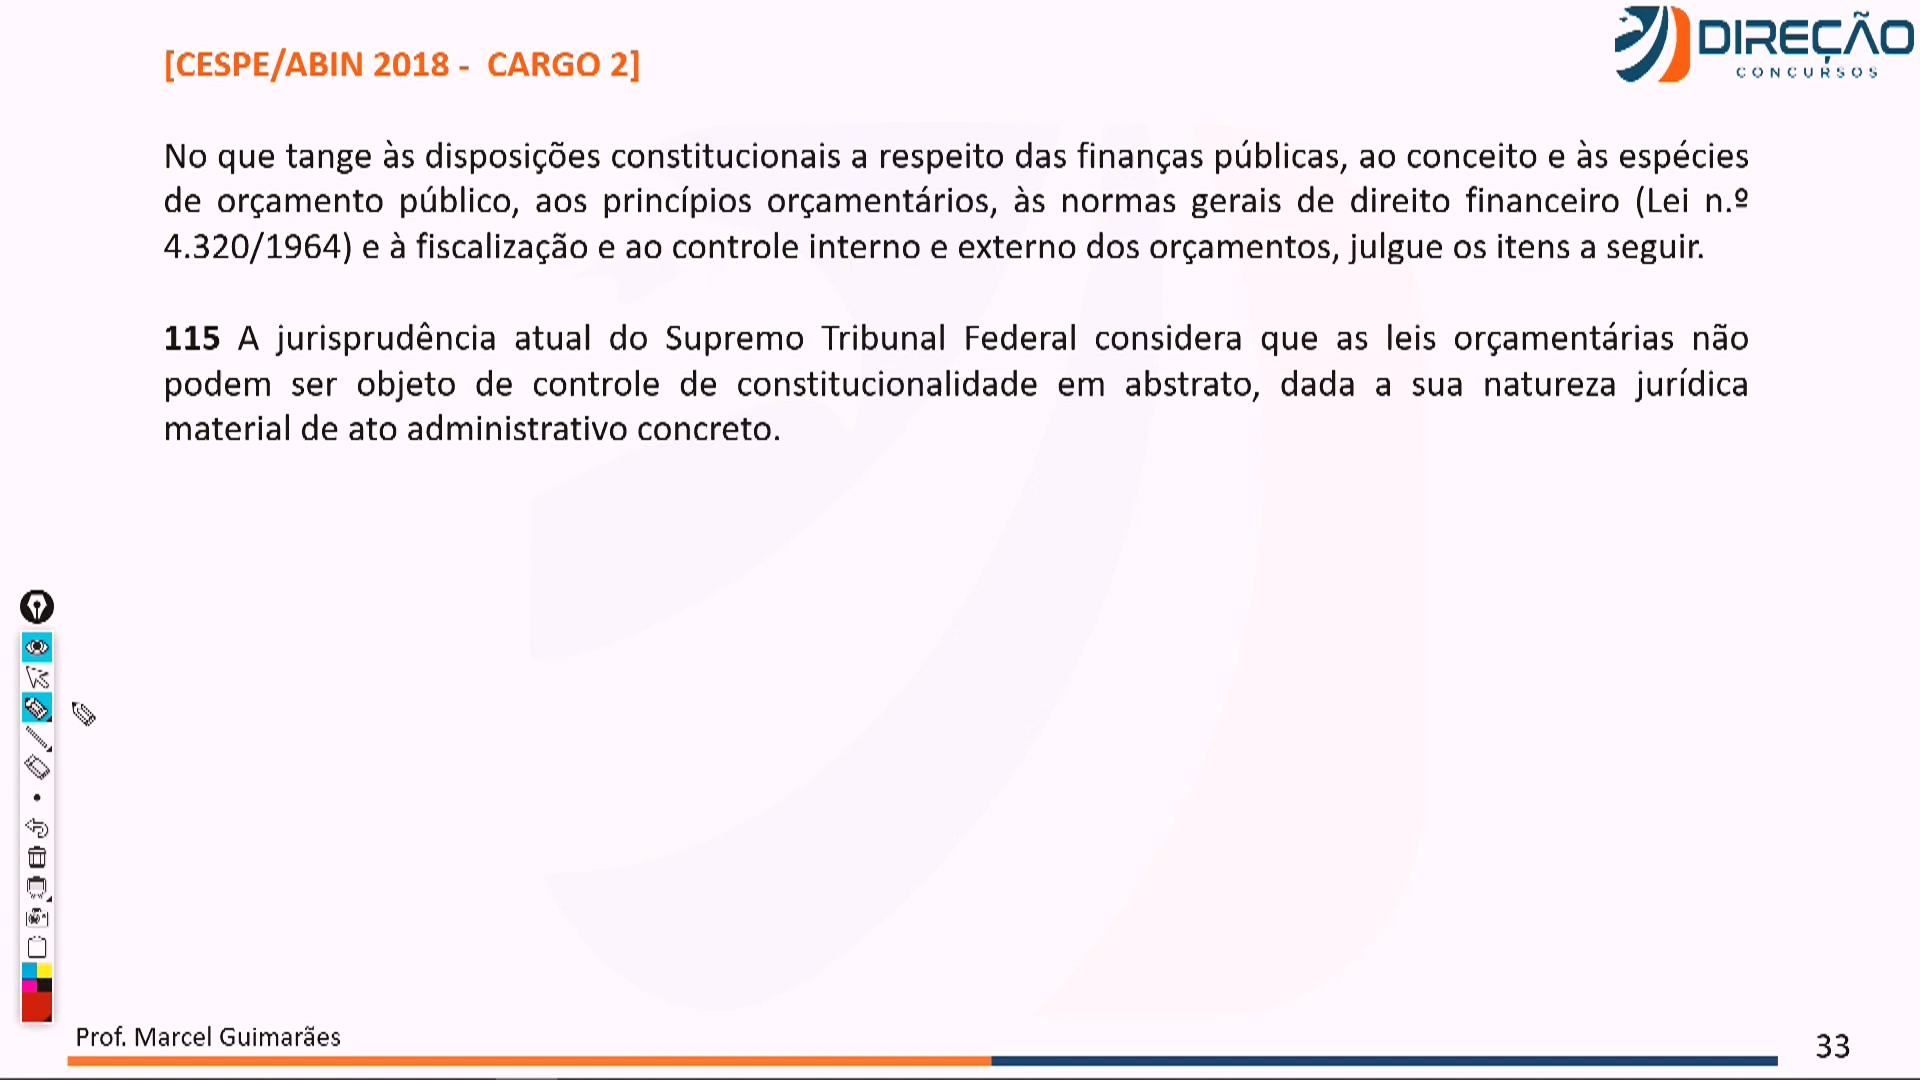 [CESPE/ABIN 2018 -  CARGO 2]
DIREÇÃO
CONCURSOS
No que tange às disposições constitucionais a respeito das finanças públicas, ao conceito e às espécies
de orçamento público, aos princípios orçamentários, às normas gerais de direito financeiro (Lei n.º
4.320/1964) e à fiscalização e ao controle interno e externo dos orçamentos, julgue os itens a seguir.
115 A jurisprudência atual do Supremo Tribunal Federal considera que as leis orçamentárias não
podem ser objeto de controle de constitucionalidade em abstrato, dada a sua natureza jurídica
material de ato administrativo concreto.
Prof. Marcel Guimarães
33